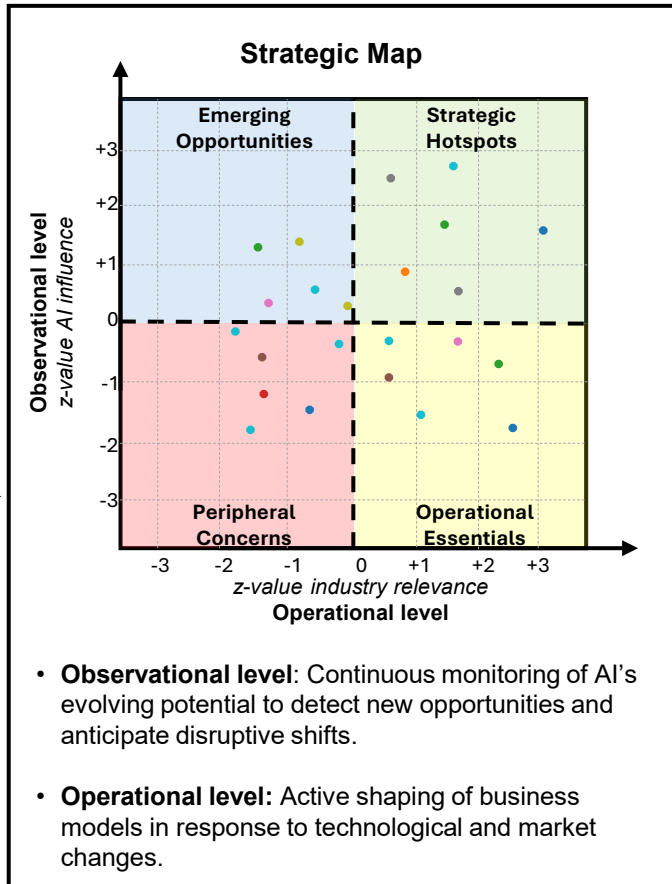 Strategic Map
Emerging
Opportunities
Strategic
Hotspots
+3
+2
+1
0
-1
-2
-3
Observational level
z-value AI influence
Peripheral
Concerns
Operational
Essentials
-3 -2 -1 0 +1 +2 +3
z-value industry relevance
Operational level
• Observational level: Continuous monitoring of AI's
evolving potential to detect new opportunities and
anticipate disruptive shifts.
• Operational level: Active shaping of business
models in response to technological and market
changes.